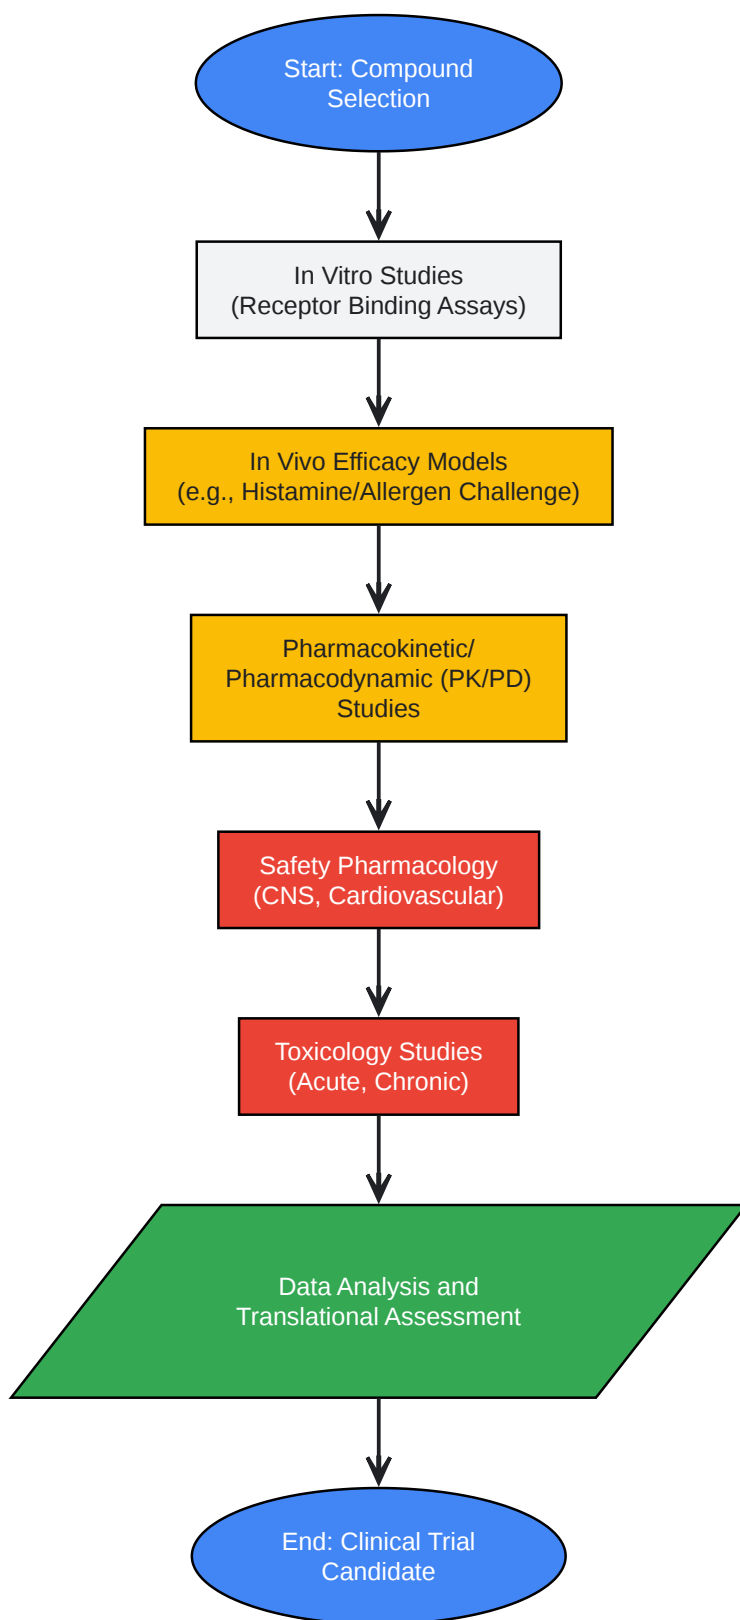 Start: Compound
Selection
In Vitro Studies
(Receptor Binding Assays)
In Vivo Efficacy Models
(e.g., Histamine/Allergen Challenge)
Pharmacokinetic/
Pharmacodynamic (PK/PD)
Studies
Safety Pharmacology
(CNS, Cardiovascular)
Toxicology Studies
(Acute, Chronic)
Data Analysis and
Translational Assessment
End: Clinical Trial
Candidate